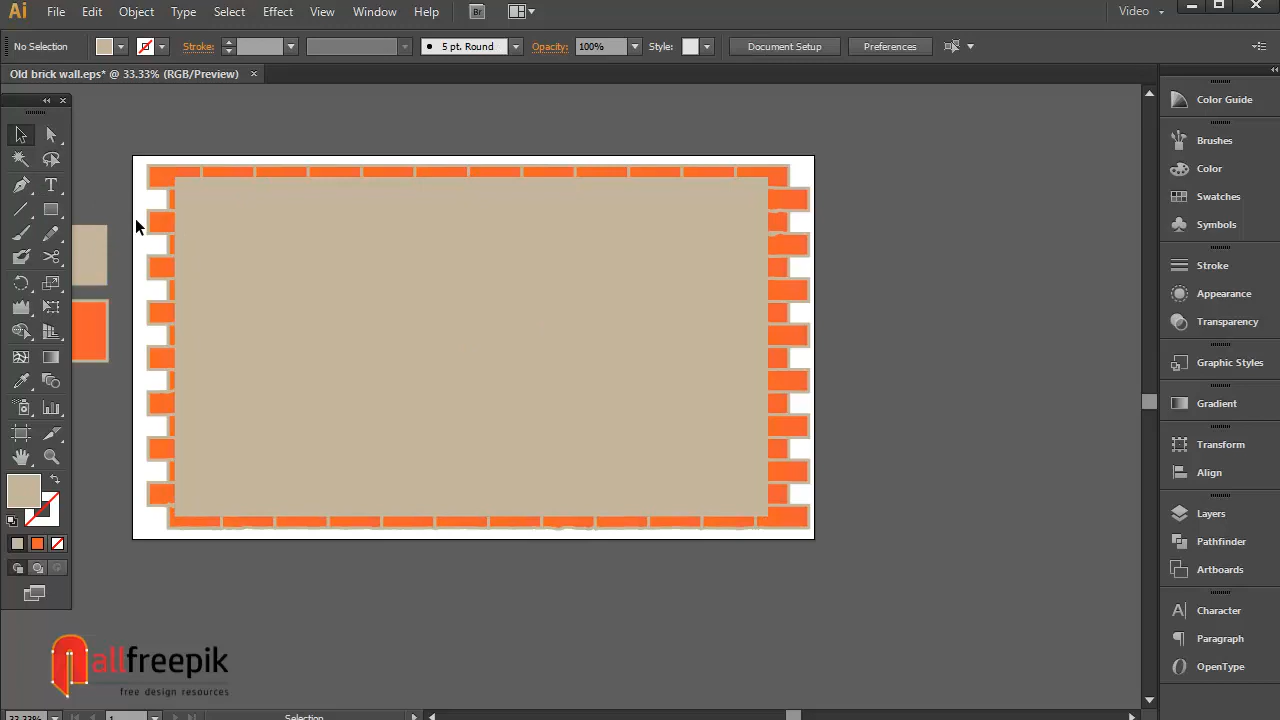 Ai File Edit Object Type Select Effect View Window Help Br Video
No Selection Stroke: 5 pt. Round Opacity: 100% Style: Document Setup Preferences
Old brick wall.eps* @ 33.33% (RGB/Preview)
Color Guide
Brushes
Color
Swatches
Symbols
Stroke
Appearance
Transparency
Graphic Styles
Gradient
Transform
Align
Layers
Pathfinder
Artboards
Character
Paragraph
OpenType
allfreepik
free design resources
33.33% 1 Selection